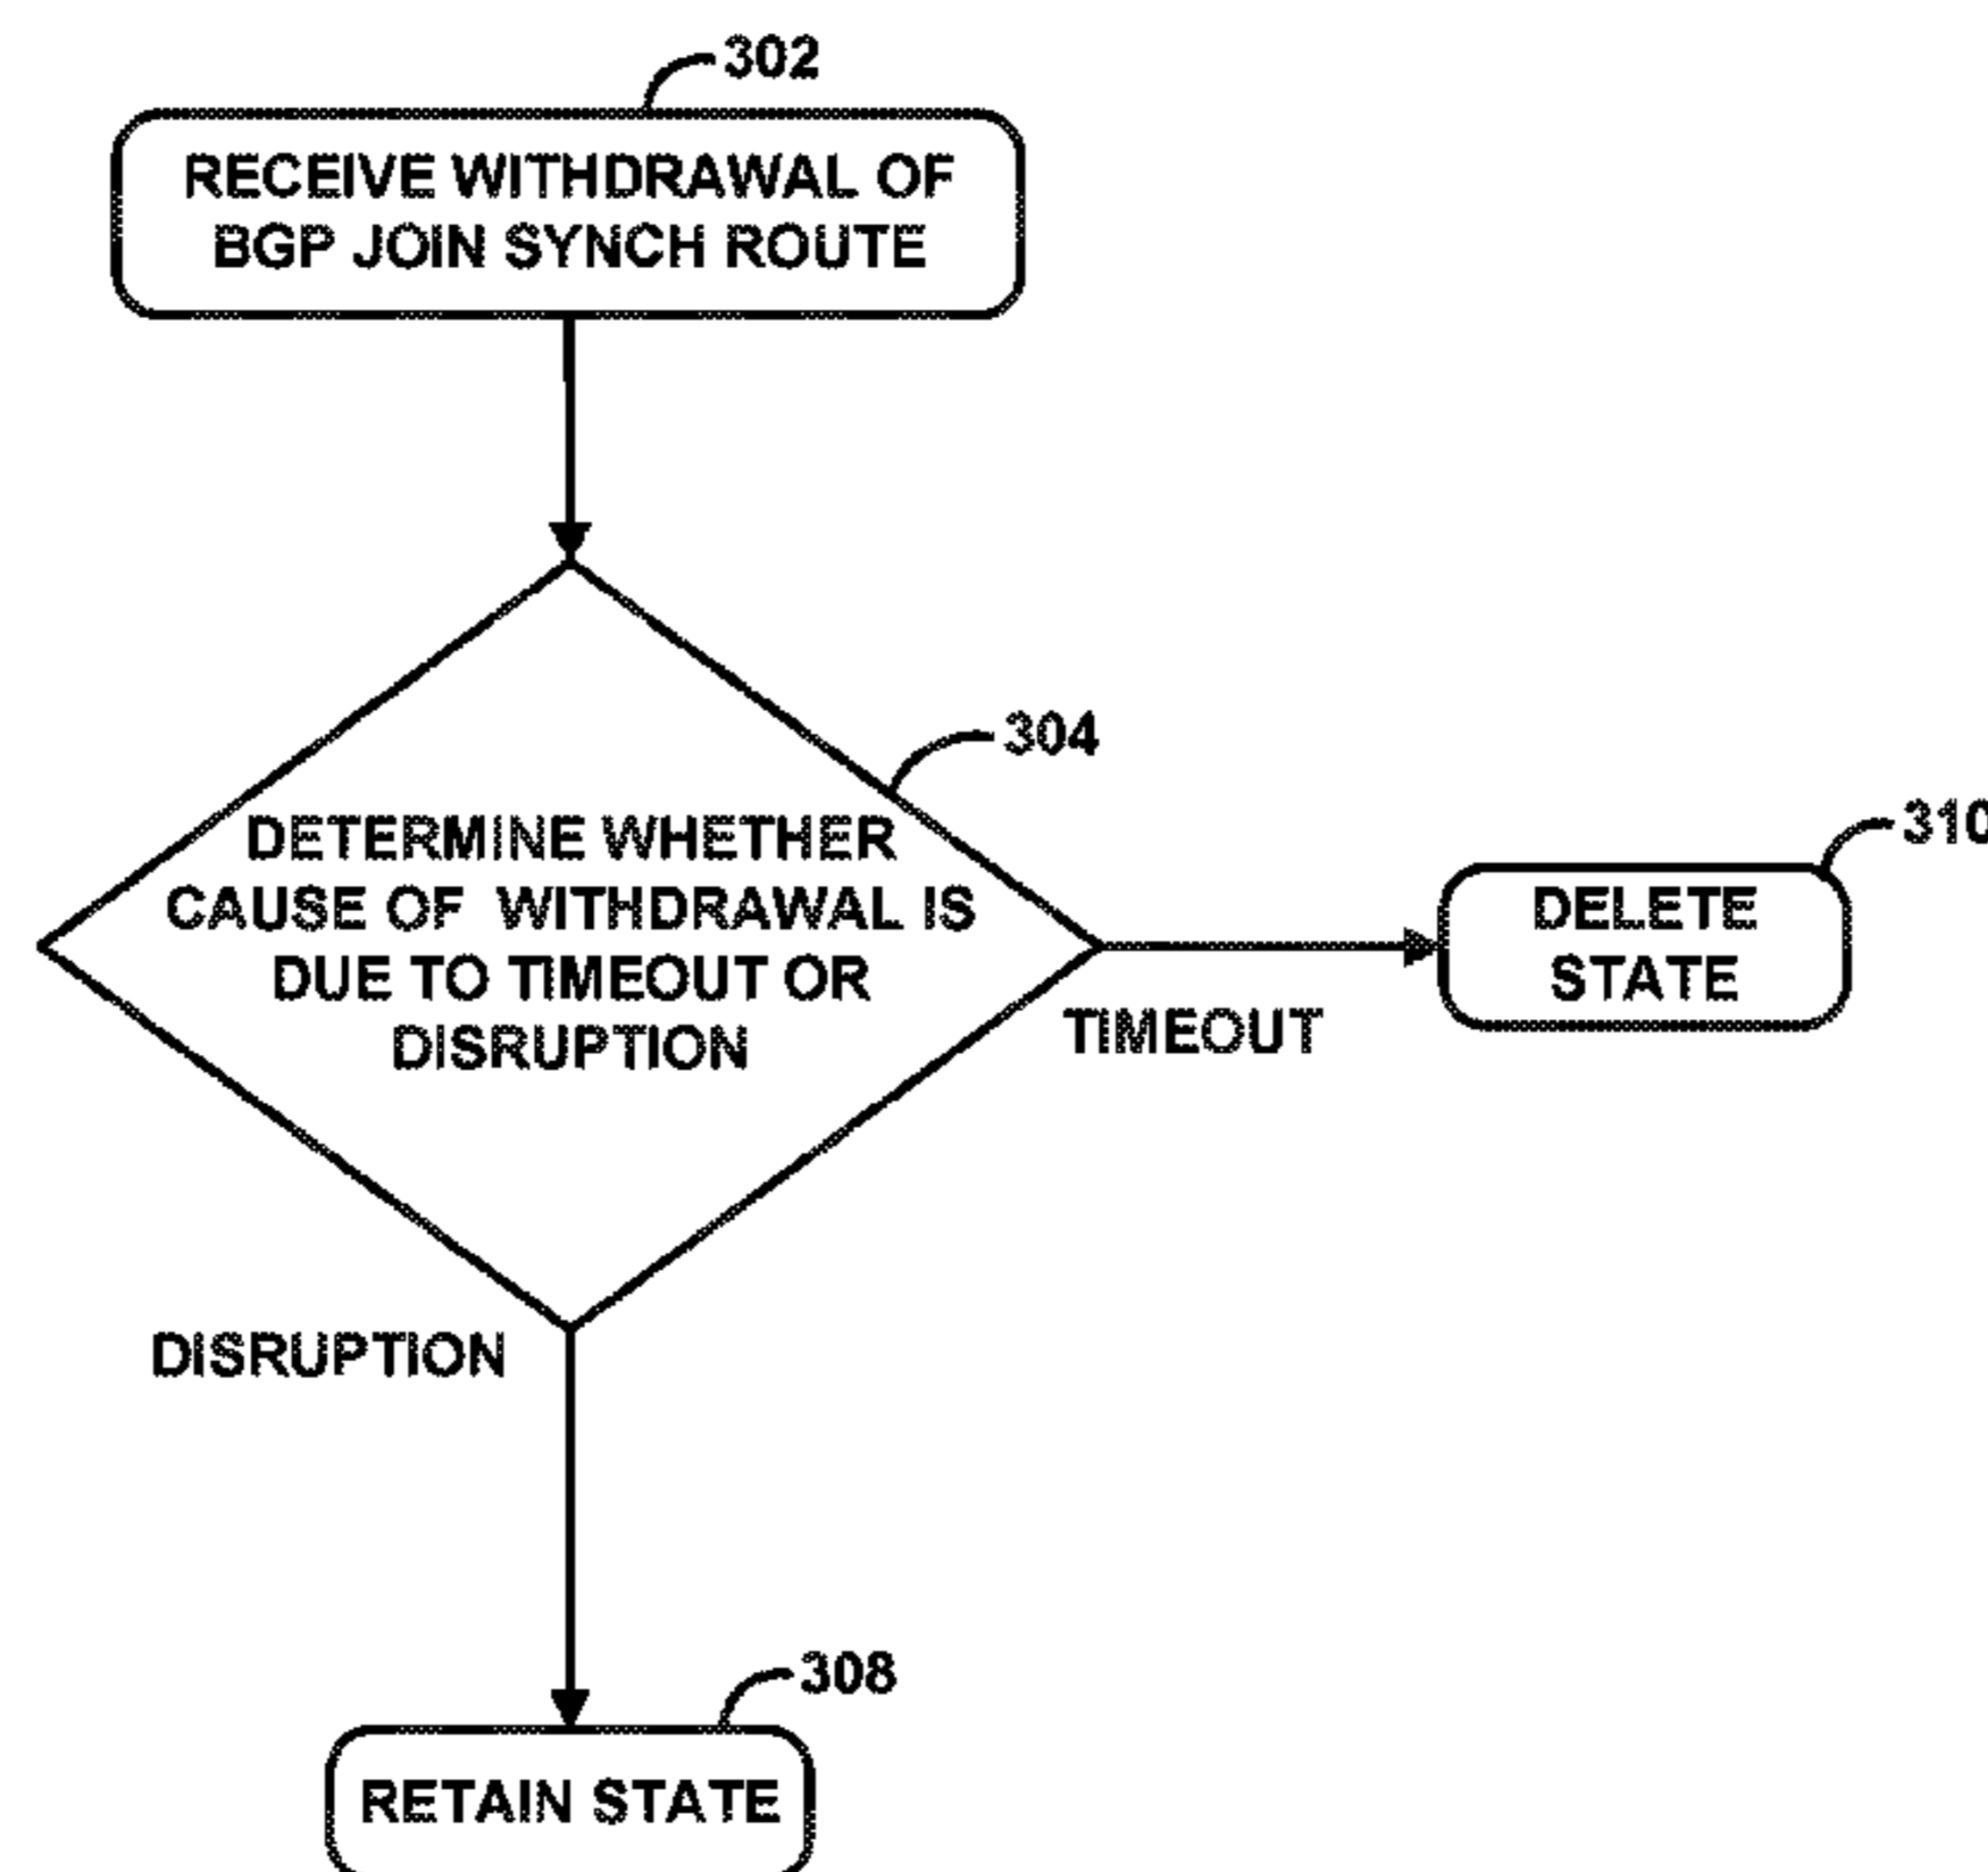 302
RECEIVE WITHDRAWAL OF
BGP JOIN SYNCH ROUTE
304
DETERMINE WHETHER
CAUSE OF WITHDRAWAL IS
DUE TO TIMEOUT OR
DISRUPTION
TIMEOUT
310
DELETE
STATE
DISRUPTION
308
RETAIN STATE